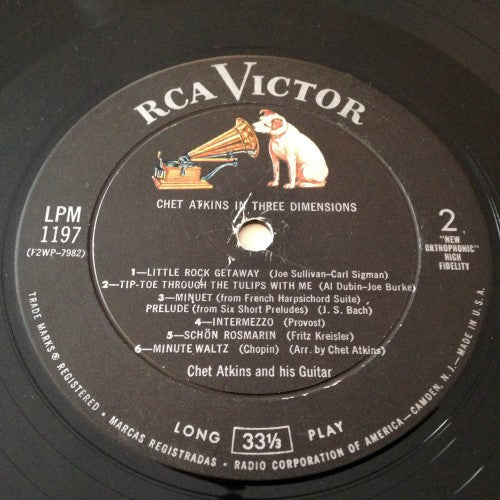 RCA VICTOR
CHET ATKINS IN THREE DIMENSIONS
LPM
1197
(F2WP-7982)
2
"NEW
ORTHOPHONIC"
HIGH
FIDELITY
1—LITTLE ROCK GETAWAY (Joe Sullivan-Carl Sigman)
2—TIP-TOE THROUGH THE TULIPS WITH ME (Al Dubin-Joe Burke)
3—MINUET (from French Harpsichord Suite)
PRELUDE (from Six Short Preludes) (J. S. Bach)
4—INTERMEZZO (Provost)
5—SCHÖN ROSMARIN (Fritz Kreisler)
6—MINUTE WALTZ (Chopin) (Arr. by Chet Atkins)
Chet Atkins and his Guitar
LONG 33⅓ PLAY
TRADE MARKS ® REGISTERED • MARCAS REGISTRADAS • RADIO CORPORATION OF AMERICA—CAMDEN, N.J.—MADE IN U.S.A.